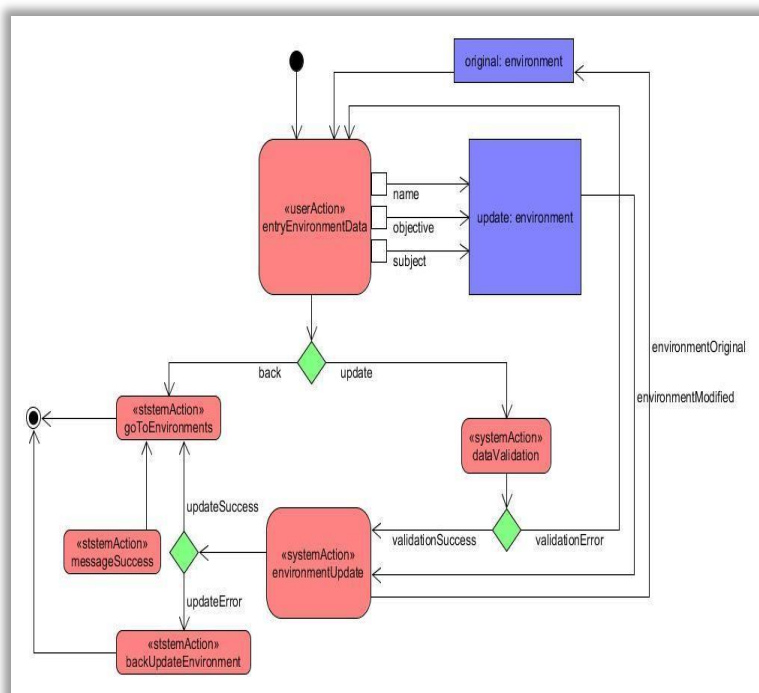 original: environment
«userAction»
entryEnvironmentData
name
objective
subject
update: environment
environmentOriginal
environmentModified
back
update
«ststemAction»
goToEnvironments
«systemAction»
dataValidation
updateSuccess
validationSuccess
validationError
«ststemAction»
messageSuccess
«systemAction»
environmentUpdate
updateError
«ststemAction»
backUpdateEnvironment